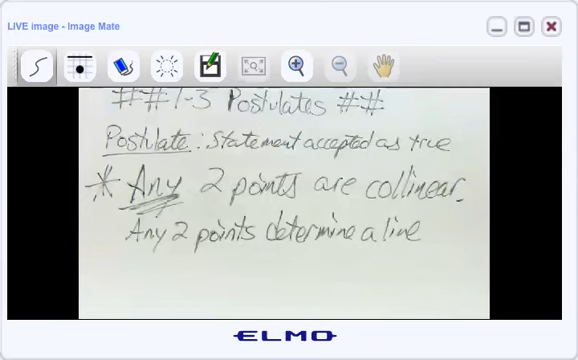 LIVE image - Image Mate
##1-3 Postulates ##
Postulate: Statement accepted as true
* Any 2 points are collinear.
Any 2 points determine a line
ELMO